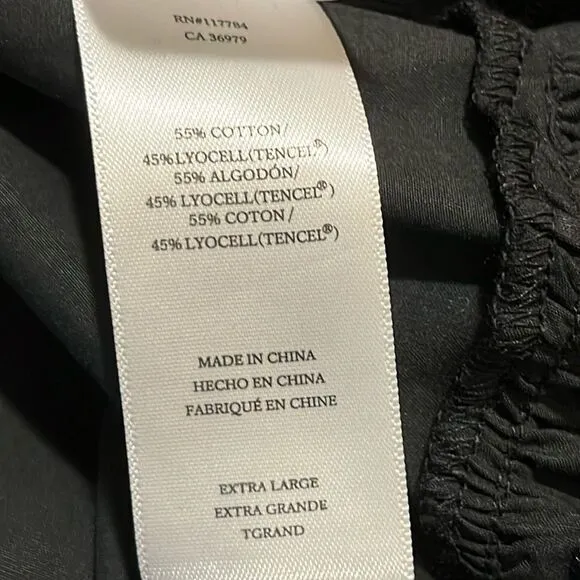 RN#117784
CA 36979
55% COTTON/
45% LYOCELL(TENCEL®)
55% ALGODÓN/
45% LYOCELL(TENCEL®)
55% COTON/
45% LYOCELL(TENCEL®)
MADE IN CHINA
HECHO EN CHINA
FABRIQUÉ EN CHINE
EXTRA LARGE
EXTRA GRANDE
TGRAND